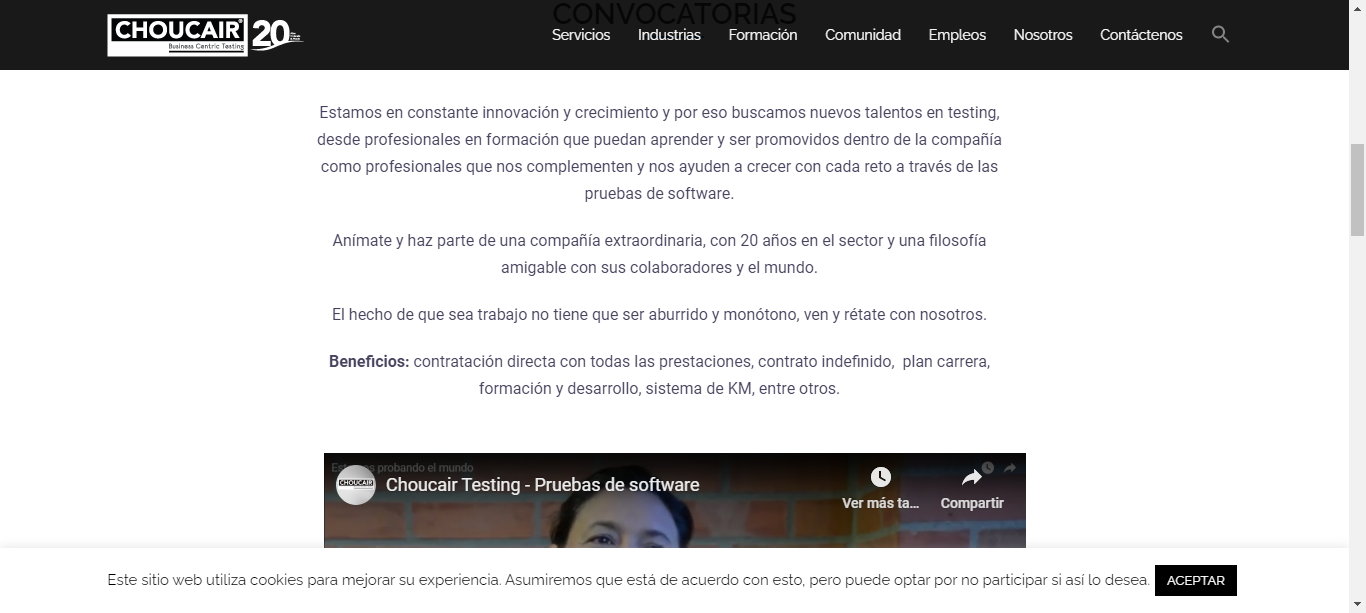 CONVOCATORIAS
CHOUCAIR
Business Centric Testing
20
Servicios
Industrias
Formación
Comunidad
Empleos
Nosotros
Contáctenos
Estamos en constante innovación y crecimiento y por eso buscamos nuevos talentos en testing,
desde profesionales en formación que puedan aprender y ser promovidos dentro de la compañía
como profesionales que nos complementen y nos ayuden a crecer con cada reto a través de las
pruebas de software.
Anímate y haz parte de una compañía extraordinaria, con 20 años en el sector y una filosofía
amigable con sus colaboradores y el mundo.
El hecho de que sea trabajo no tiene que ser aburrido y monótono, ven y rétate con nosotros.
Beneficios: contratación directa con todas las prestaciones, contrato indefinido,  plan carrera,
formación y desarrollo, sistema de KM, entre otros.
probando el mundo
CHOUCAIR
Choucair Testing - Pruebas de software
Ver más ta...
Compartir
Este sitio web utiliza cookies para mejorar su experiencia. Asumiremos que está de acuerdo con esto, pero puede optar por no participar si así lo desea.
ACEPTAR